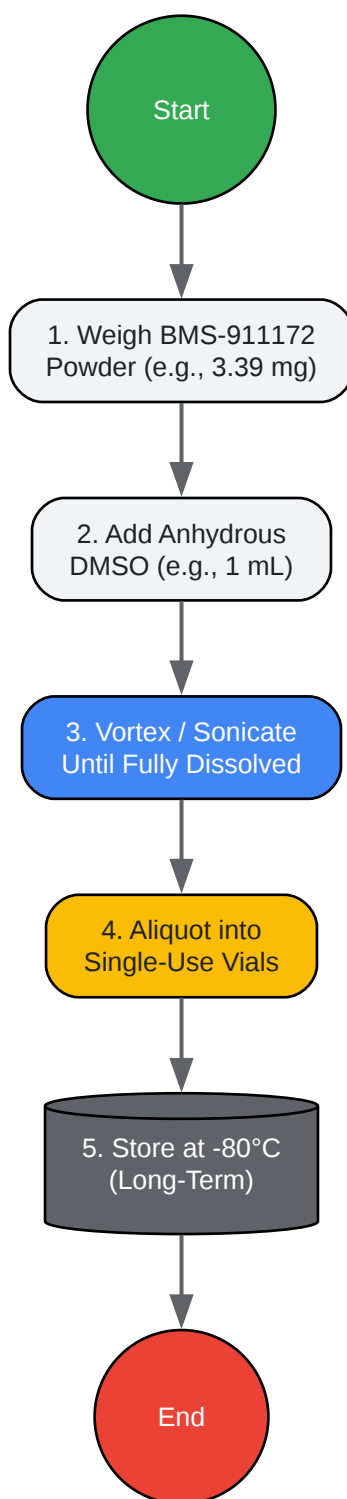 Start
1. Weigh BMS-911172
Powder (e.g., 3.39 mg)
2. Add Anhydrous
DMSO (e.g., 1 mL)
3. Vortex / Sonicate
Until Fully Dissolved
4. Aliquot into
Single-Use Vials
5. Store at -80°C
(Long-Term)
End